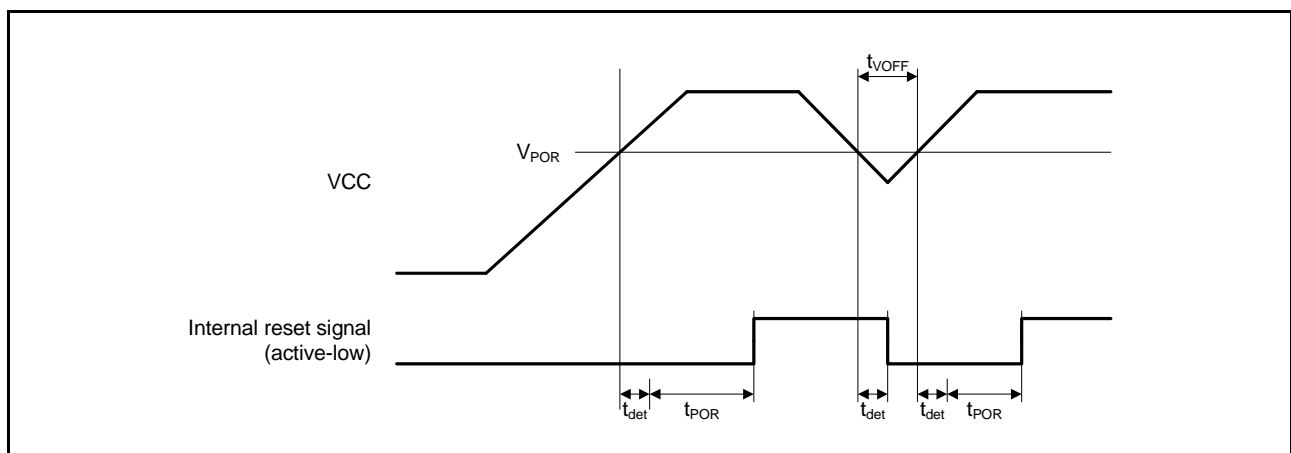 tVOFF
VPOR
VCC
Internal reset signal
(active-low)
tdet
tPOR
tdet
tdet
tPOR